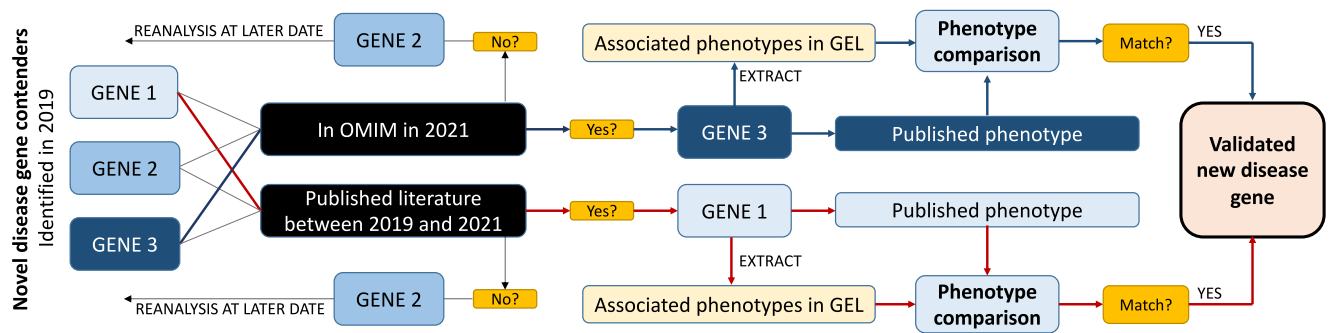 Novel disease gene contenders
Identified in 2019
REANALYSIS AT LATER DATE
GENE 2
No?
GENE 1
GENE 2
GENE 3
In OMIM in 2021
Published literature
between 2019 and 2021
Yes?
GENE 3
EXTRACT
Associated phenotypes in GEL
Published phenotype
Phenotype
comparison
Match?
YES
Yes?
GENE 1
Published phenotype
EXTRACT
Associated phenotypes in GEL
Phenotype
comparison
Match?
YES
Validated
new disease
gene
REANALYSIS AT LATER DATE
GENE 2
No?